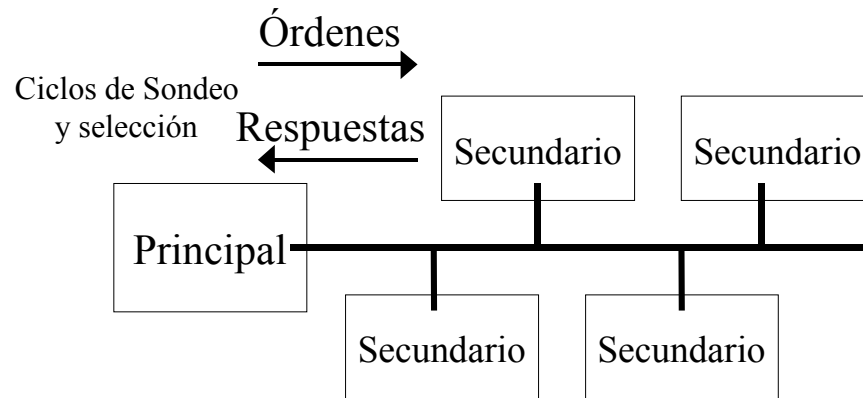 Órdenes
Ciclos de Sondeo
y selección
Respuestas
Secundario
Secundario
Principal
Secundario
Secundario